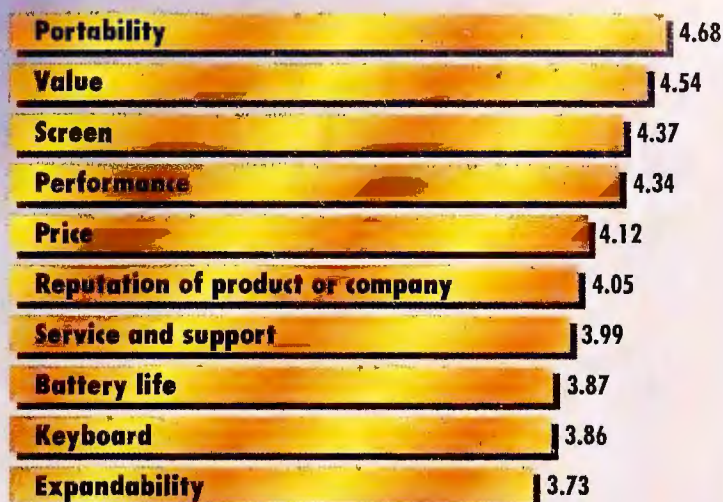 Portability 4.68
Value 4.54
Screen 4.37
Performance 4.34
Price 4.12
Reputation of product or company 4.05
Service and support 3.99
Battery life 3.87
Keyboard 3.86
Expandability 3.73